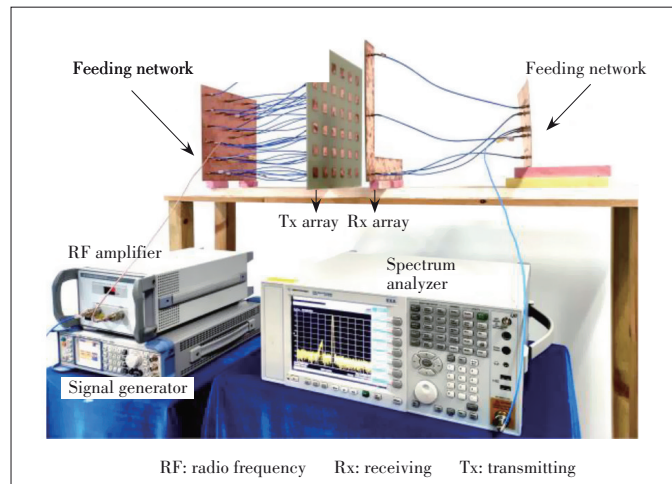 Feeding network
Feeding
network
Tx array
Rx array
RF amplifier
Spectrum
analyzer
Signal generator
RF: radio frequency Rx: receiving Tx: transmitting